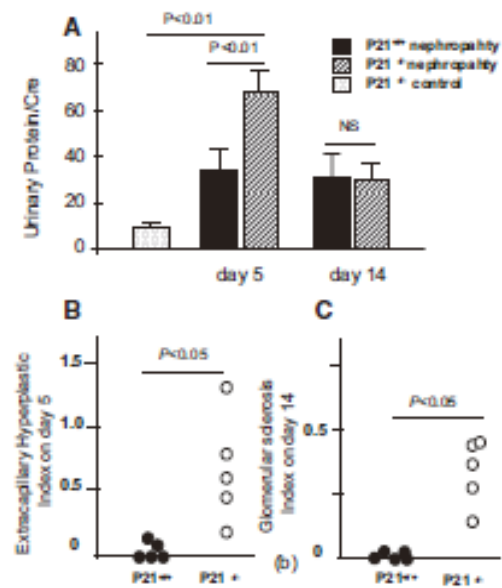 A
P<0.01
P<0.01
P21 nephropahty
P21 nephropahty
P21 control
NS
Urinary Protein/Cre
80
60
40
20
0
day 5
day 14
B
Extracapillary Hyperplastic
Index on day 5
1.5
1.0
0.5
0
P<0.05
P21
P21
(b)
C
Glomerular sclerosis
Index on day 14
0.5
0
P<0.05
P21
P21